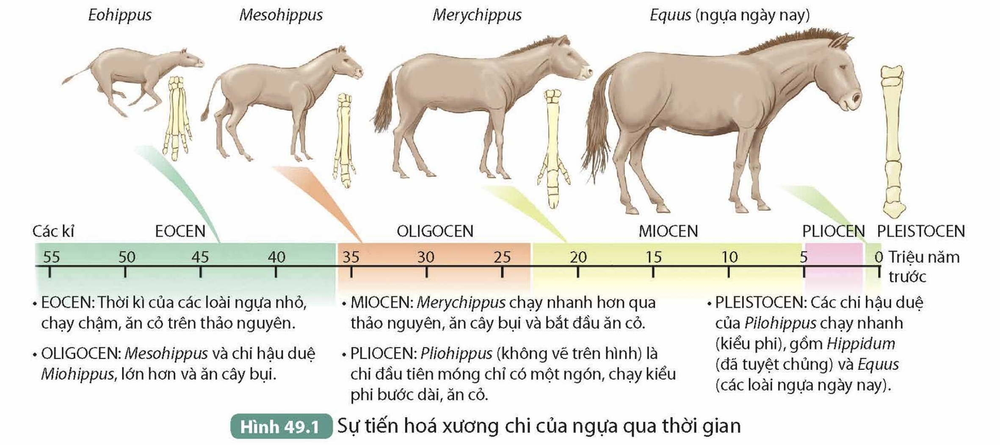 Eohippus
Mesohippus
Merychippus
Equus (ngựa ngày nay)
Các kỉ
EOCEN
OLIGOCEN
MIOCEN
PLIOCEN
PLEISTOCEN
55
50
45
40
35
30
25
20
15
10
5
0
Triệu năm
trước
• EOCEN: Thời kì của các loài ngựa nhỏ,
chạy chậm, ăn cỏ trên thảo nguyên.
• OLIGOCEN: Mesohippus và chi hậu duệ
Miohippus, lớn hơn và ăn cây bụi.
• MIOCEN: Merychippus chạy nhanh hơn qua
thảo nguyên, ăn cây bụi và bắt đầu ăn cỏ.
• PLIOCEN: Pliohippus (không vẽ trên hình) là
chi đầu tiên móng chỉ có một ngón, chạy kiểu
phi bước dài, ăn cỏ.
• PLEISTOCEN: Các chi hậu duệ
của Pilohippus chạy nhanh
(kiểu phi), gồm Hippidum
(đã tuyệt chủng) và Equus
(các loài ngựa ngày nay).
Hình 49.1 Sự tiến hoá xương chi của ngựa qua thời gian